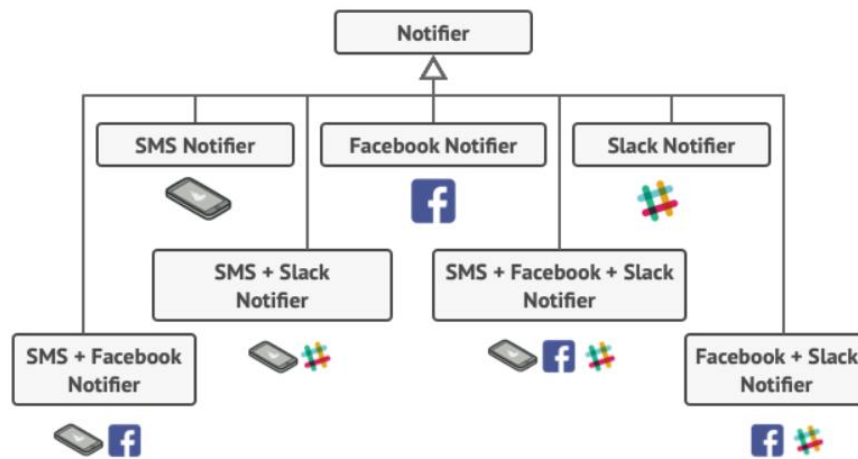 Notifier
SMS Notifier
Facebook Notifier
Slack Notifier
SMS + Slack
Notifier
SMS + Facebook + Slack
Notifier
SMS + Facebook
Notifier
Facebook + Slack
Notifier